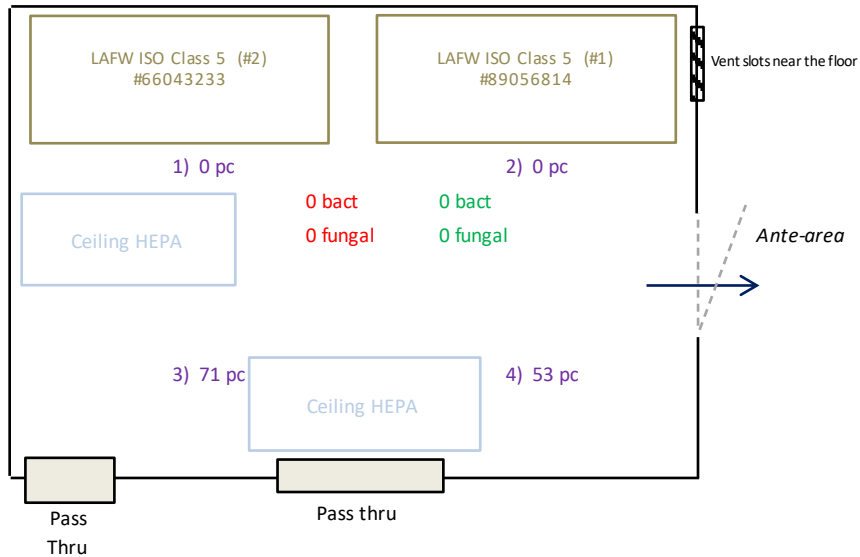 LAFW ISO Class 5  (#2)
#66043233
LAFW ISO Class 5  (#1)
#89056814
Vent slots near the floor
1)  0 pc
2)  0 pc
0 bact
0 fungal
0 bact
0 fungal
Ceiling HEPA
Ante-area
3)  71 pc
4)  53 pc
Ceiling HEPA
Pass
Thru
Pass thru